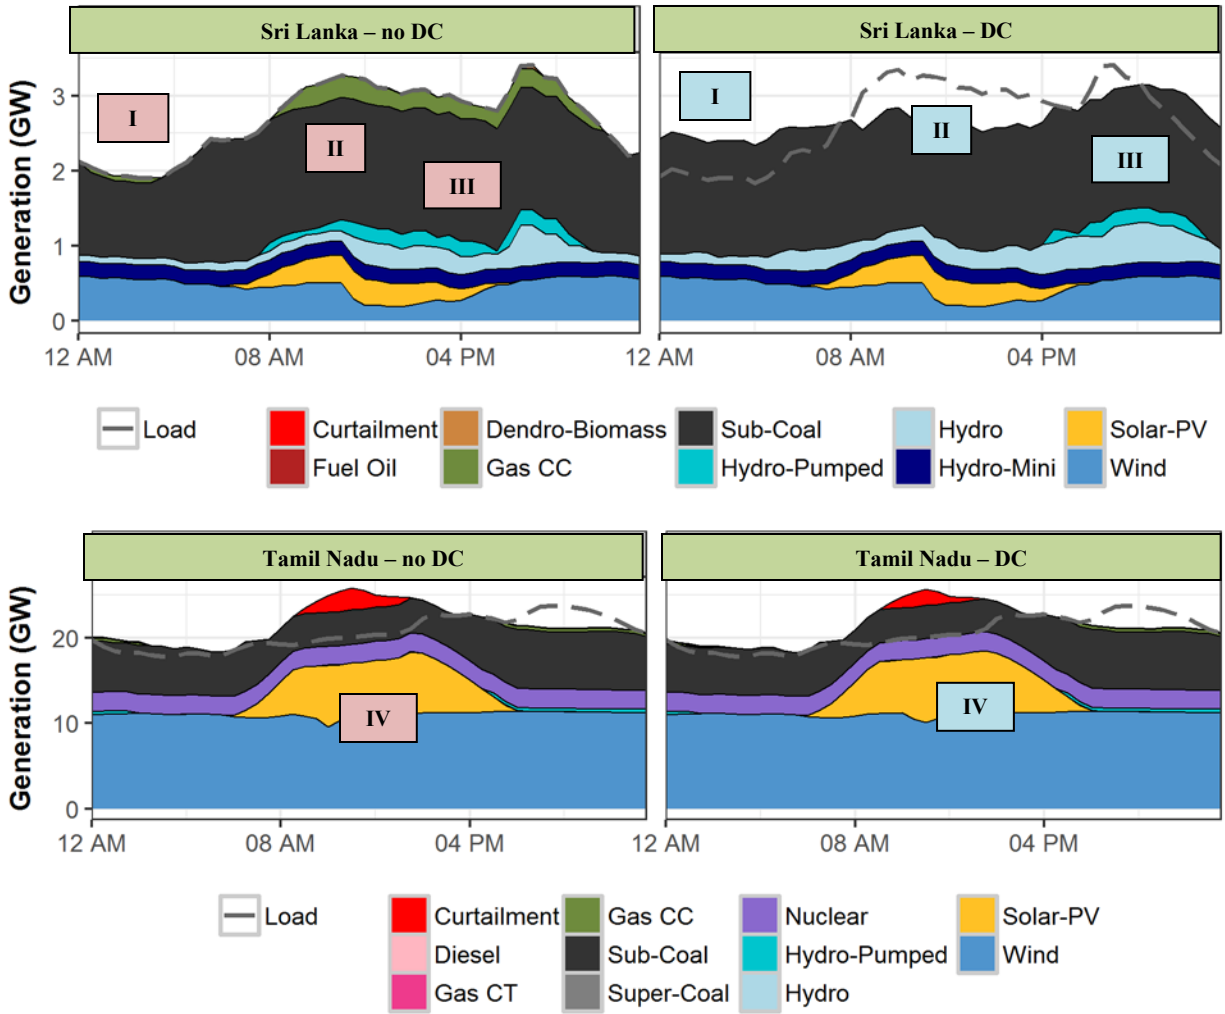 Sri Lanka – no DC
Sri Lanka – DC
Generation (GW)
3
2
1
0
I
II
III
I
II
III
12 AM
08 AM
04 PM
12 AM
08 AM
04 PM
Load
Curtailment
Dendro-Biomass
Sub-Coal
Hydro
Solar-PV
Fuel Oil
Gas CC
Hydro-Pumped
Hydro-Mini
Wind
Tamil Nadu – no DC
Tamil Nadu – DC
Generation (GW)
20
10
0
IV
IV
12 AM
08 AM
04 PM
12 AM
08 AM
04 PM
Load
Curtailment
Gas CC
Nuclear
Solar-PV
Diesel
Sub-Coal
Hydro-Pumped
Wind
Gas CT
Super-Coal
Hydro